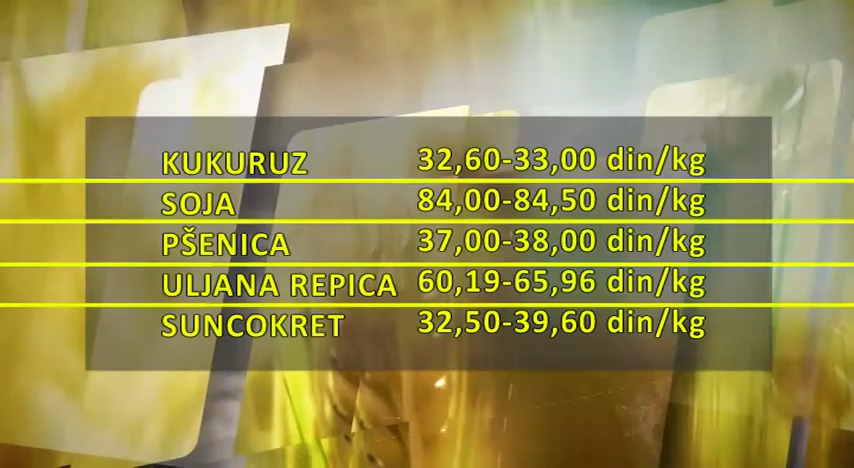 KUKURUZ 32,60-33,00 din/kg
SOJA 84,00-84,50 din/kg
PŠENICA 37,00-38,00 din/kg
ULJANA REPICA 60,19-65,96 din/kg
SUNCOKRET 32,50-39,60 din/kg